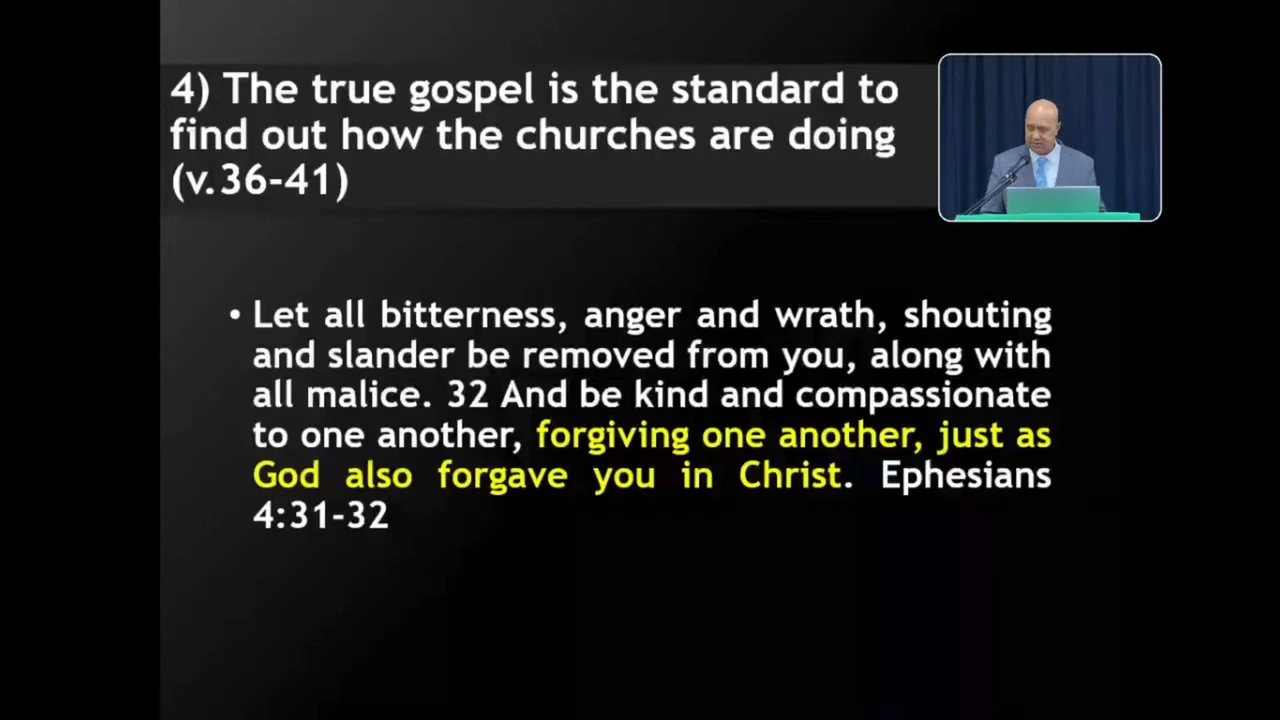 4) The true gospel is the standard to
find out how the churches are doing
(v.36-41)
• Let all bitterness, anger and wrath, shouting
and slander be removed from you, along with
all malice. 32 And be kind and compassionate
to one another, forgiving one another, just as
God also forgave you in Christ. Ephesians
4:31-32